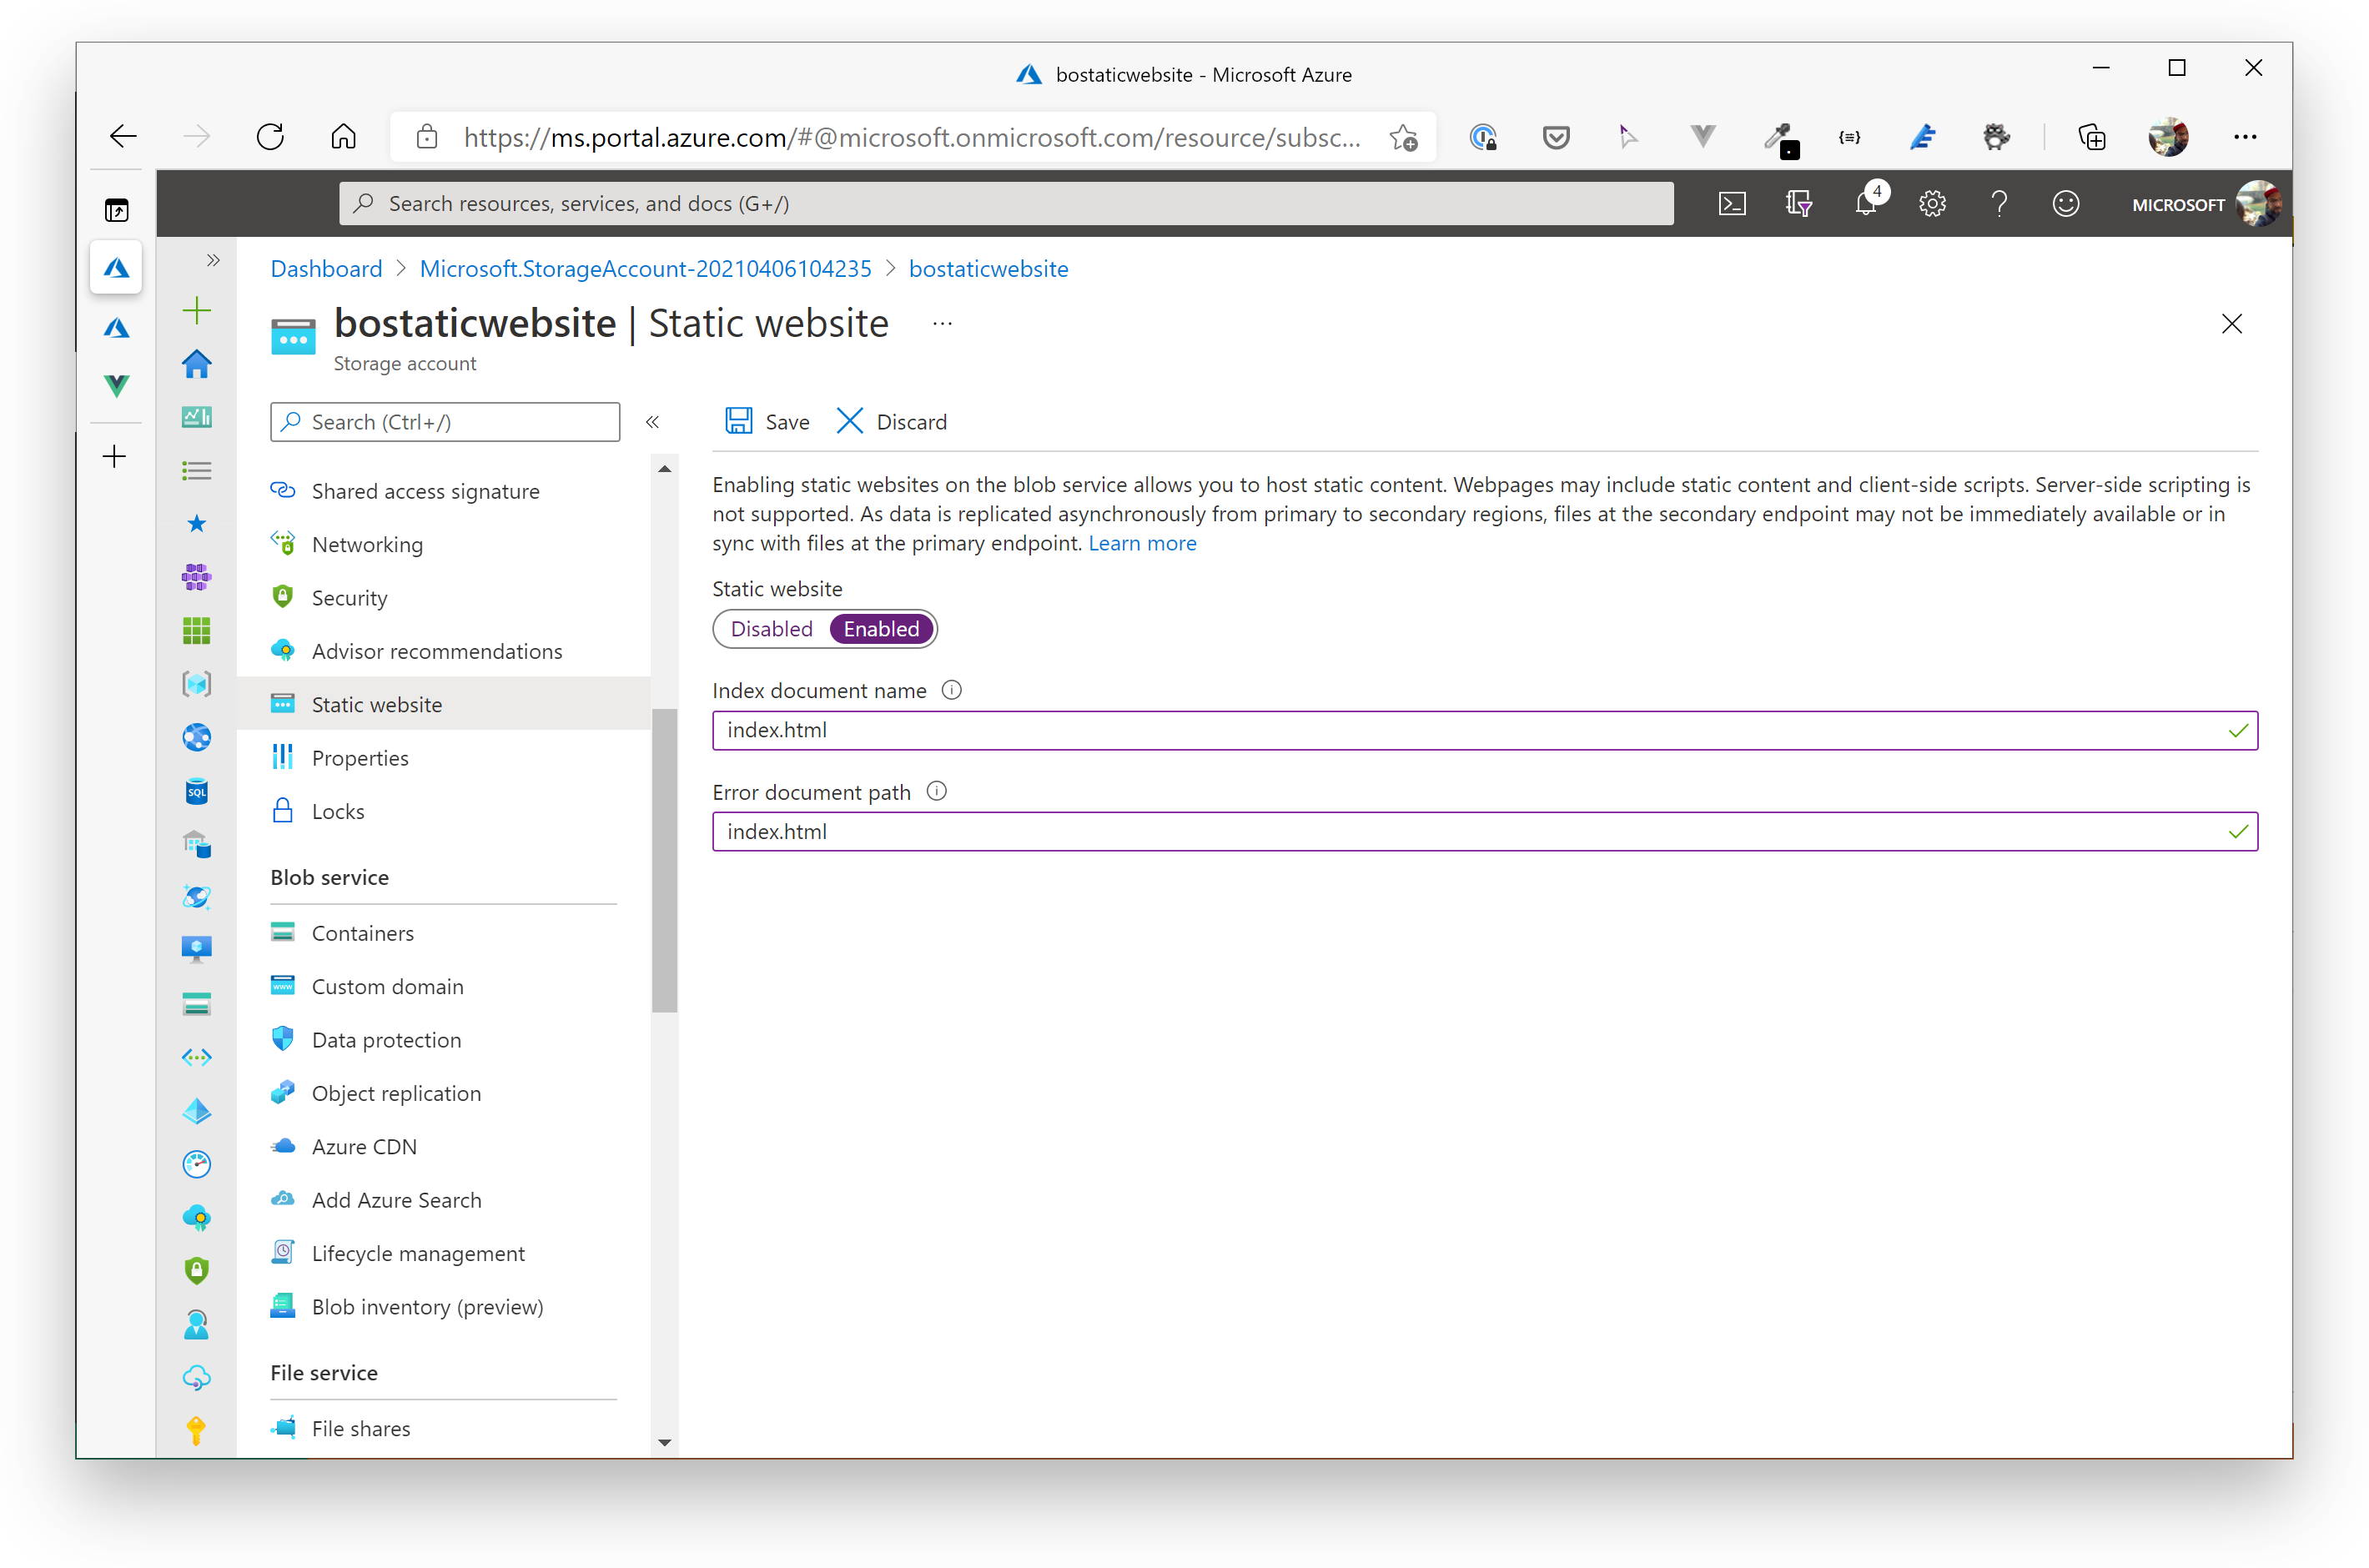 bostaticwebsite - Microsoft Azure
https://ms.portal.azure.com/#@microsoft.onmicrosoft.com/resource/subsc...
Search resources, services, and docs (G+/)
4
MICROSOFT
Dashboard > Microsoft.StorageAccount-20210406104235 > bostaticwebsite
bostaticwebsite | Static website ...
Storage account
Search (Ctrl+/)
Shared access signature
Networking
Security
Advisor recommendations
Static website
Properties
Locks
Blob service
Containers
Custom domain
Data protection
Object replication
Azure CDN
Add Azure Search
Lifecycle management
Blob inventory (preview)
File service
File shares
Save Discard
Enabling static websites on the blob service allows you to host static content. Webpages may include static content and client-side scripts. Server-side scripting is
not supported. As data is replicated asynchronously from primary to secondary regions, files at the secondary endpoint may not be immediately available or in
sync with files at the primary endpoint. Learn more
Static website
Disabled Enabled
Index document name
index.html
Error document path
index.html
SQL
www